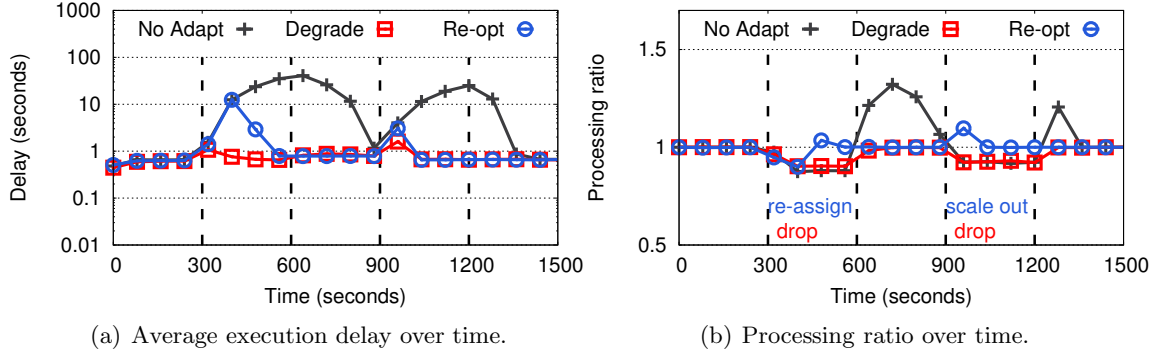 No Adapt Degrade Re-opt
Delay (seconds)
1000
100
10
1
0.1
0.01
0 300 600 900 1200 1500
Time (seconds)
(a) Average execution delay over time.
No Adapt Degrade Re-opt
Processing ratio
1.5
1
0.5
re-assign
drop
scale out
drop
0 300 600 900 1200 1500
Time (seconds)
(b) Processing ratio over time.